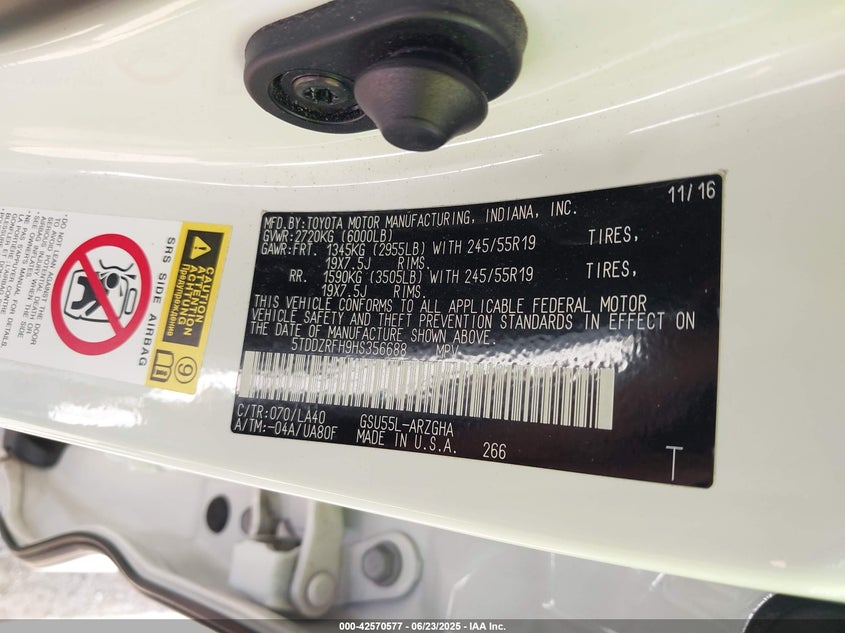 11/16
MFD.BY:TOYOTA MOTOR MANUFACTURING, INDIANA, INC.
GVWR:2720KG (6000LB)
GAWR:FRT. 1345KG (2955LB) WITH 245/55R19 TIRES,
19X7.5J RIMS.
RR. 1590KG (3505LB) WITH 245/55R19 TIRES,
19X7.5J RIMS.
THIS VEHICLE CONFORMS TO ALL APPLICABLE FEDERAL MOTOR
VEHICLE SAFETY AND THEFT PREVENTION STANDARDS IN EFFECT ON
THE DATE OF MANUFACTURE SHOWN ABOVE.
5TDDZRFH9HS356688 MPV
C/TR:070/LA40 GSU55L-ARZGHA
A/TM:-04A/UA80F MADE IN U.S.A. 266
T
CAUTION
ATTENTION
SRS SIDE AIRBAG
9
000-42570577 - 06/23/2025 - IAA Inc.